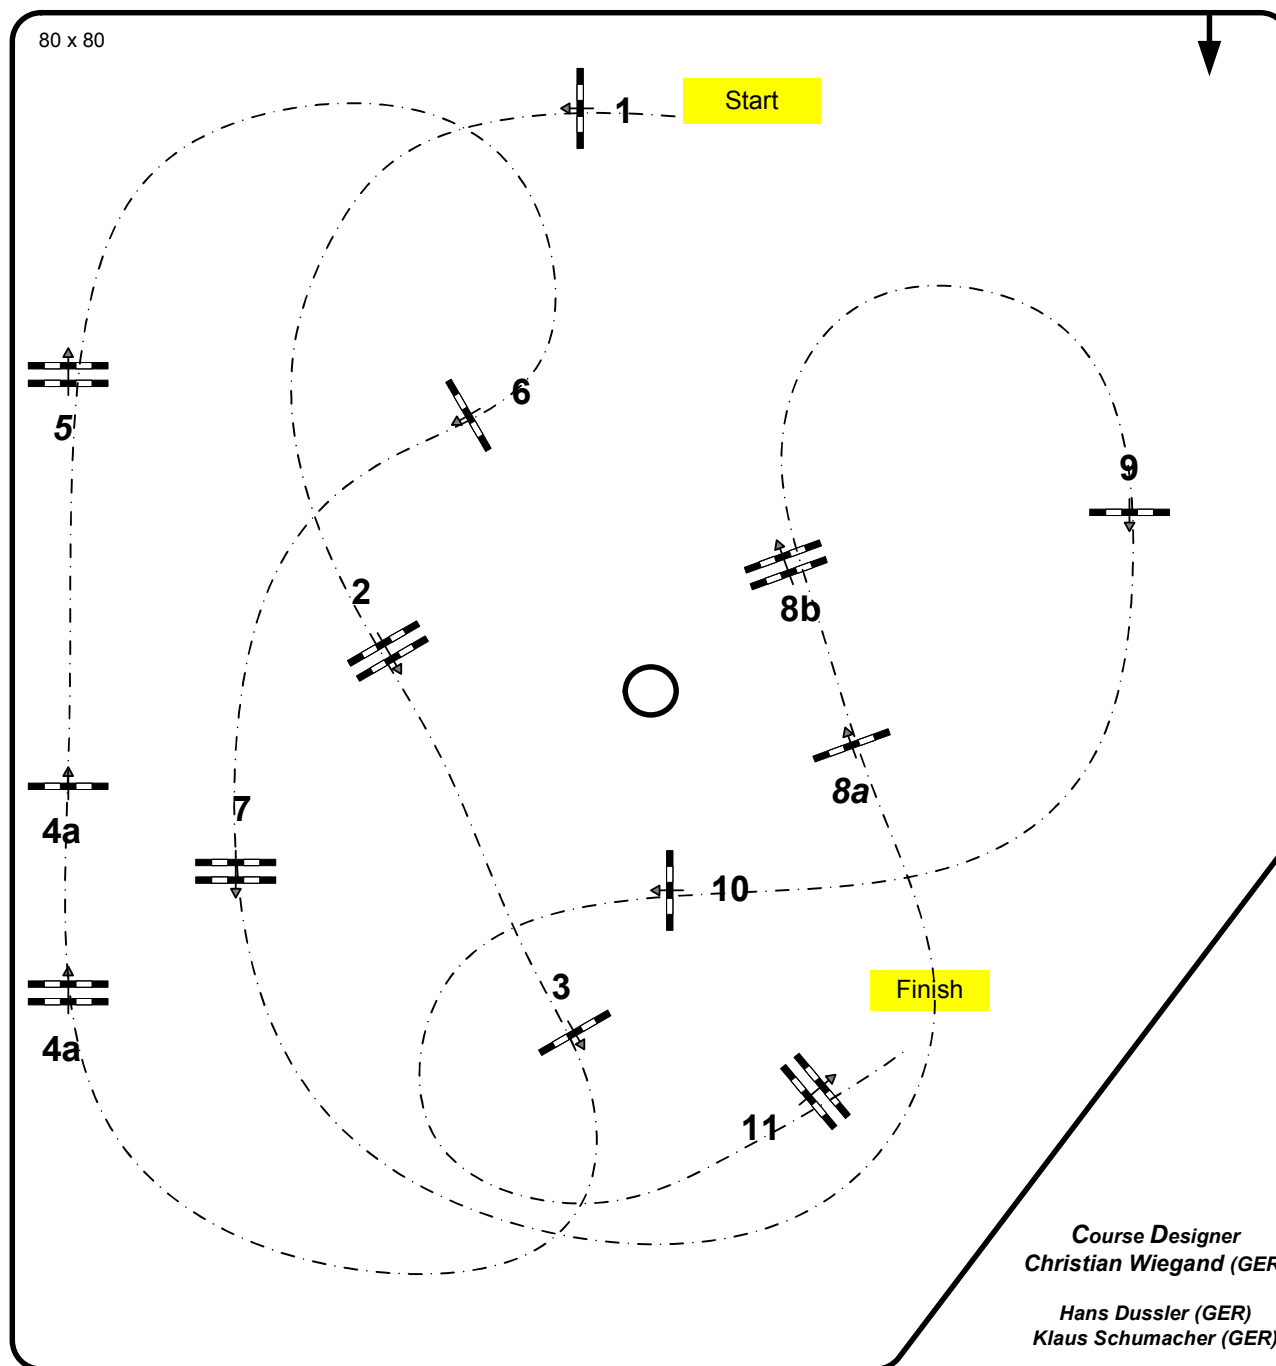 80 x 80
Start
1
5
6
9
2
8b
8a
4a
7
10
3
Finish
4a
11
Course Designer
Christian Wiegand (GER
Hans Dussler (GER)
Klaus Schumacher (GER)